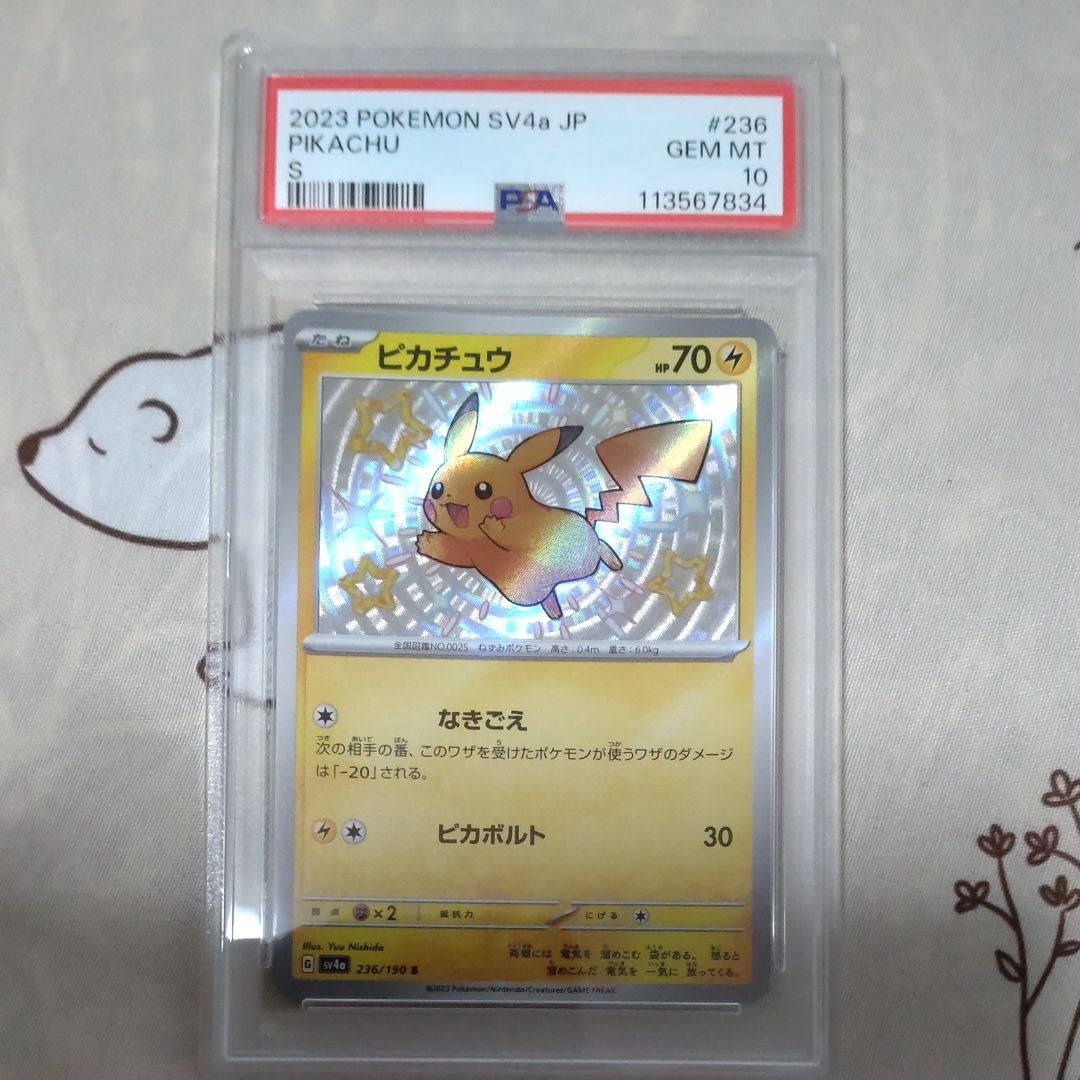 2023 POKEMON SV4a JP #236
PIKACHU GEM MT
S 10
PSA 113567834
たね ピカチュウ HP70
全国図鑑NO.0025 ねずみポケモン 高さ:0.4m 重さ:6.0kg
なきごえ
次の相手の番、このワザを受けたポケモンが使うワザのダメージ
は「-20」される。
ピカボルト 30
弱点 ×2 抵抗力 にげる
Illus. Yuu Nishida
両頬には 電気を 溜めこむ 袋がある。 怒ると
溜めこんだ 電気を 一気に 放ってくる。
G SV4a 236/190 S
©2023 Pokémon/Nintendo/Creatures/GAME FREAK